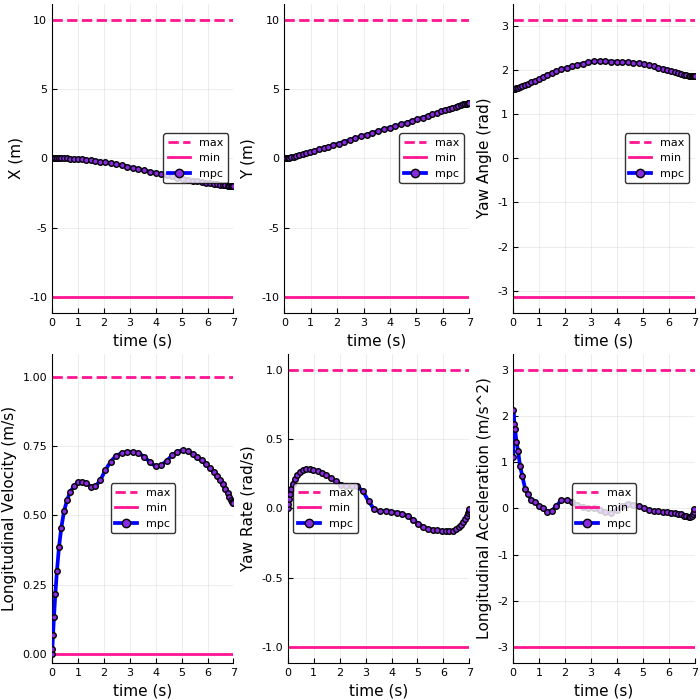 X (m)
10
5
0
-5
-10
max
min
mpc
0 1 2 3 4 5 6 7
time (s)
Y (m)
10
5
0
-5
-10
max
min
mpc
0 1 2 3 4 5 6 7
time (s)
Yaw Angle (rad)
3
2
1
0
-1
-2
-3
max
min
mpc
0 1 2 3 4 5 6 7
time (s)
Longitudinal Velocity (m/s)
1.00
0.75
0.50
0.25
0.00
max
min
mpc
0 1 2 3 4 5 6 7
time (s)
Yaw Rate (rad/s)
1.0
0.5
0.0
-0.5
-1.0
max
min
mpc
0 1 2 3 4 5 6 7
time (s)
Longitudinal Acceleration (m/s^2)
3
2
1
0
-1
-2
-3
max
min
mpc
0 1 2 3 4 5 6 7
time (s)